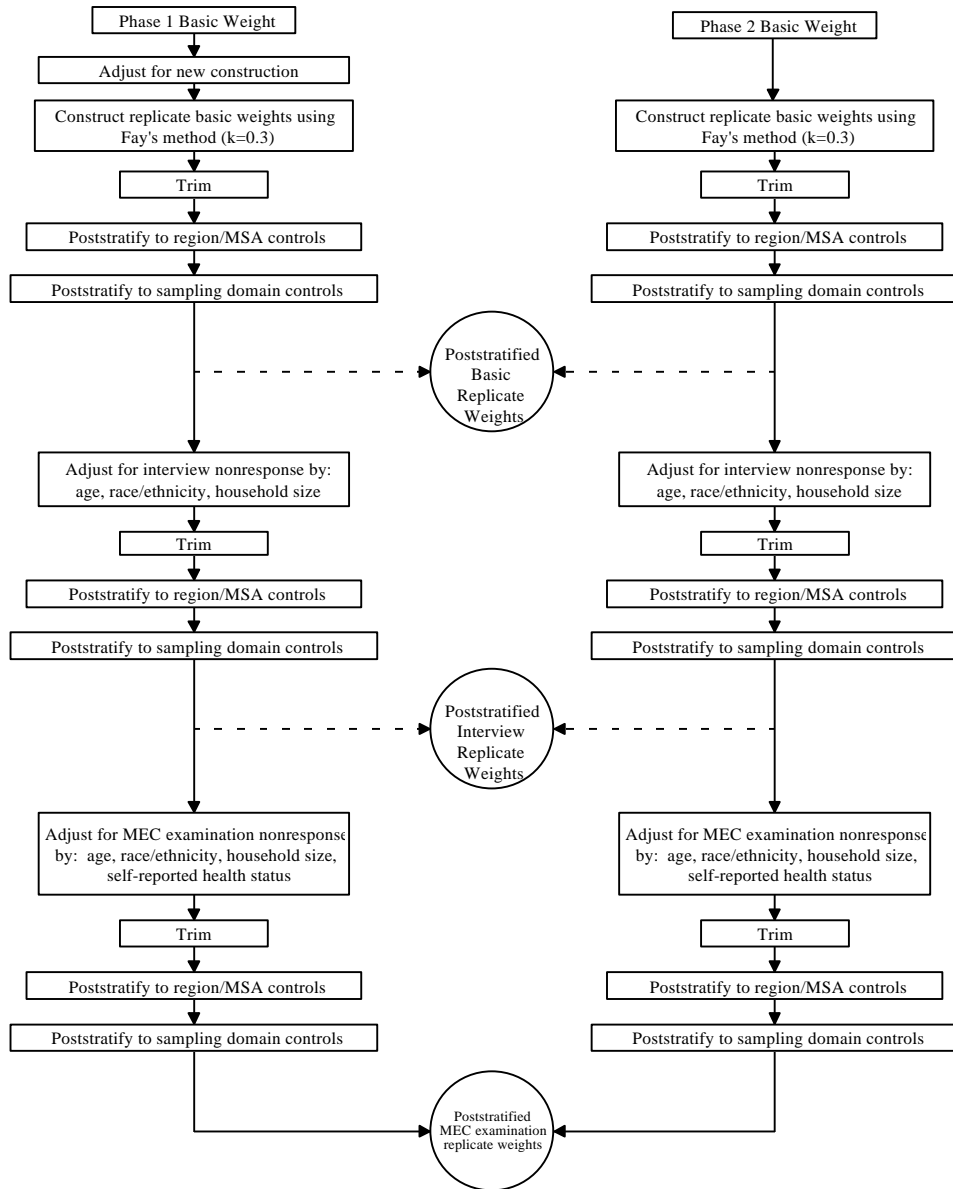 Phase 1 Basic Weight
Phase 2 Basic Weight
Adjust for new construction
Construct replicate basic weights using
Fay's method (k=0.3)
Construct replicate basic weights using
Fay's method (k=0.3)
Trim
Trim
Poststratify to region/MSA controls
Poststratify to region/MSA controls
Poststratify to sampling domain controls
Poststratify to sampling domain controls
Poststratified
Basic
Replicate
Weights
Adjust for interview nonresponse by:
age, race/ethnicity, household size
Adjust for interview nonresponse by:
age, race/ethnicity, household size
Trim
Trim
Poststratify to region/MSA controls
Poststratify to region/MSA controls
Poststratify to sampling domain controls
Poststratify to sampling domain controls
Poststratified
Interview
Replicate
Weights
Adjust for MEC examination nonresponse
by: age, race/ethnicity, household size,
self-reported health status
Adjust for MEC examination nonresponse
by: age, race/ethnicity, household size,
self-reported health status
Trim
Trim
Poststratify to region/MSA controls
Poststratify to region/MSA controls
Poststratify to sampling domain controls
Poststratify to sampling domain controls
Poststratified
MEC examination
replicate weights